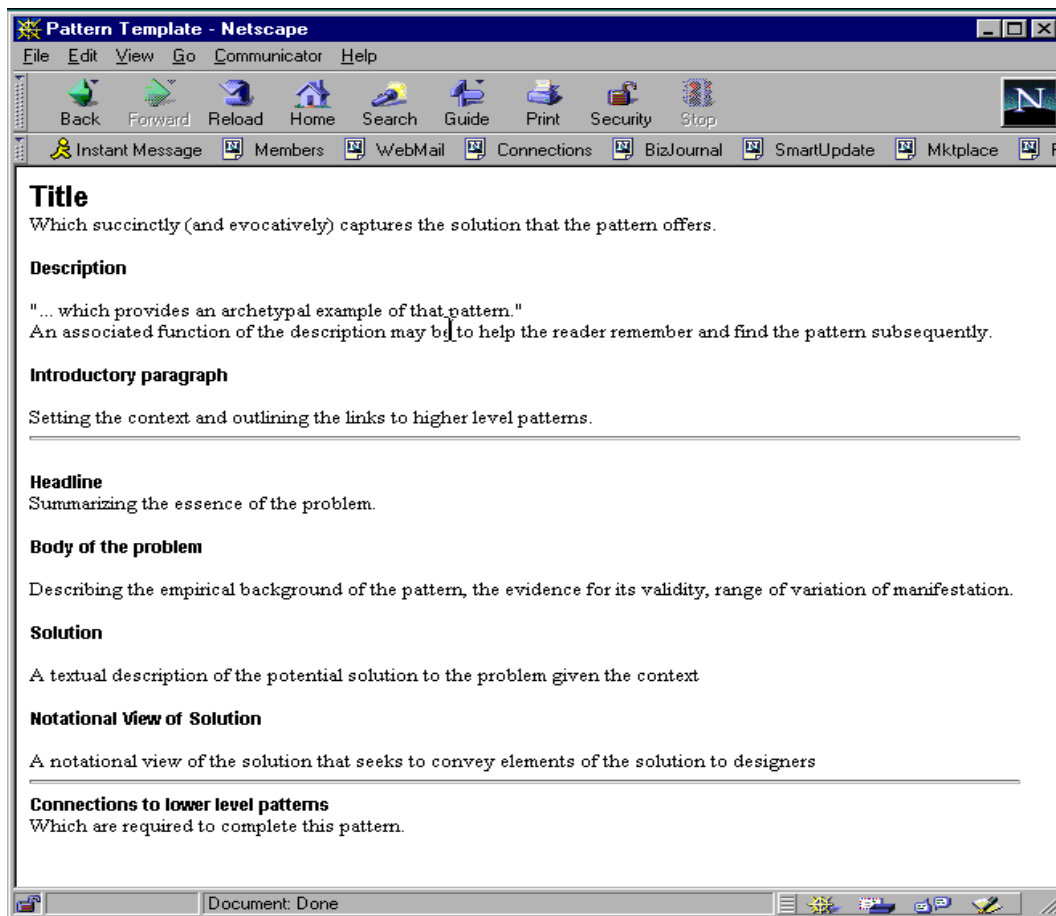 Pattern Template - Netscape
File Edit View Go Communicator Help
Back Forward Reload Home Search Guide Print Security Stop
N
Instant Message Members WebMail Connections BizJournal SmartUpdate Mktplace
Title
Which succinctly (and evocatively) captures the solution that the pattern offers.
Description
"... which provides an archetypal example of that pattern."
An associated function of the description may be to help the reader remember and find the pattern subsequently.
Introductory paragraph
Setting the context and outlining the links to higher level patterns.
Headline
Summarizing the essence of the problem.
Body of the problem
Describing the empirical background of the pattern, the evidence for its validity, range of variation of manifestation.
Solution
A textual description of the potential solution to the problem given the context
Notational View of Solution
A notational view of the solution that seeks to convey elements of the solution to designers
Connections to lower level patterns
Which are required to complete this pattern.
Document: Done